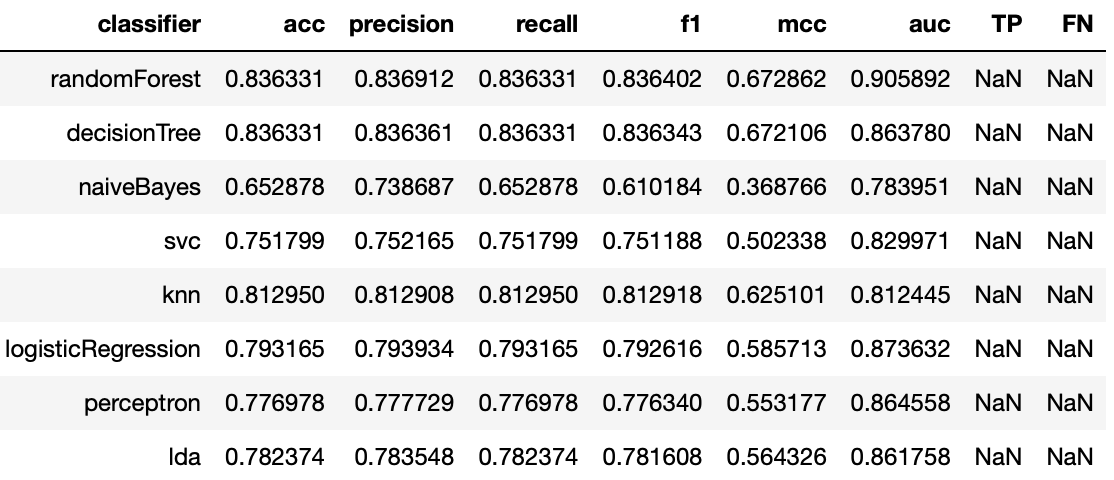 classifier acc precision recall f1 mcc auc TP FN
randomForest 0.836331 0.836912 0.836331 0.836402 0.672862 0.905892 NaN NaN
decisionTree 0.836331 0.836361 0.836331 0.836343 0.672106 0.863780 NaN NaN
naiveBayes 0.652878 0.738687 0.652878 0.610184 0.368766 0.783951 NaN NaN
svc 0.751799 0.752165 0.751799 0.751188 0.502338 0.829971 NaN NaN
knn 0.812950 0.812908 0.812950 0.812918 0.625101 0.812445 NaN NaN
logisticRegression 0.793165 0.793934 0.793165 0.792616 0.585713 0.873632 NaN NaN
perceptron 0.776978 0.777729 0.776978 0.776340 0.553177 0.864558 NaN NaN
lda 0.782374 0.783548 0.782374 0.781608 0.564326 0.861758 NaN NaN